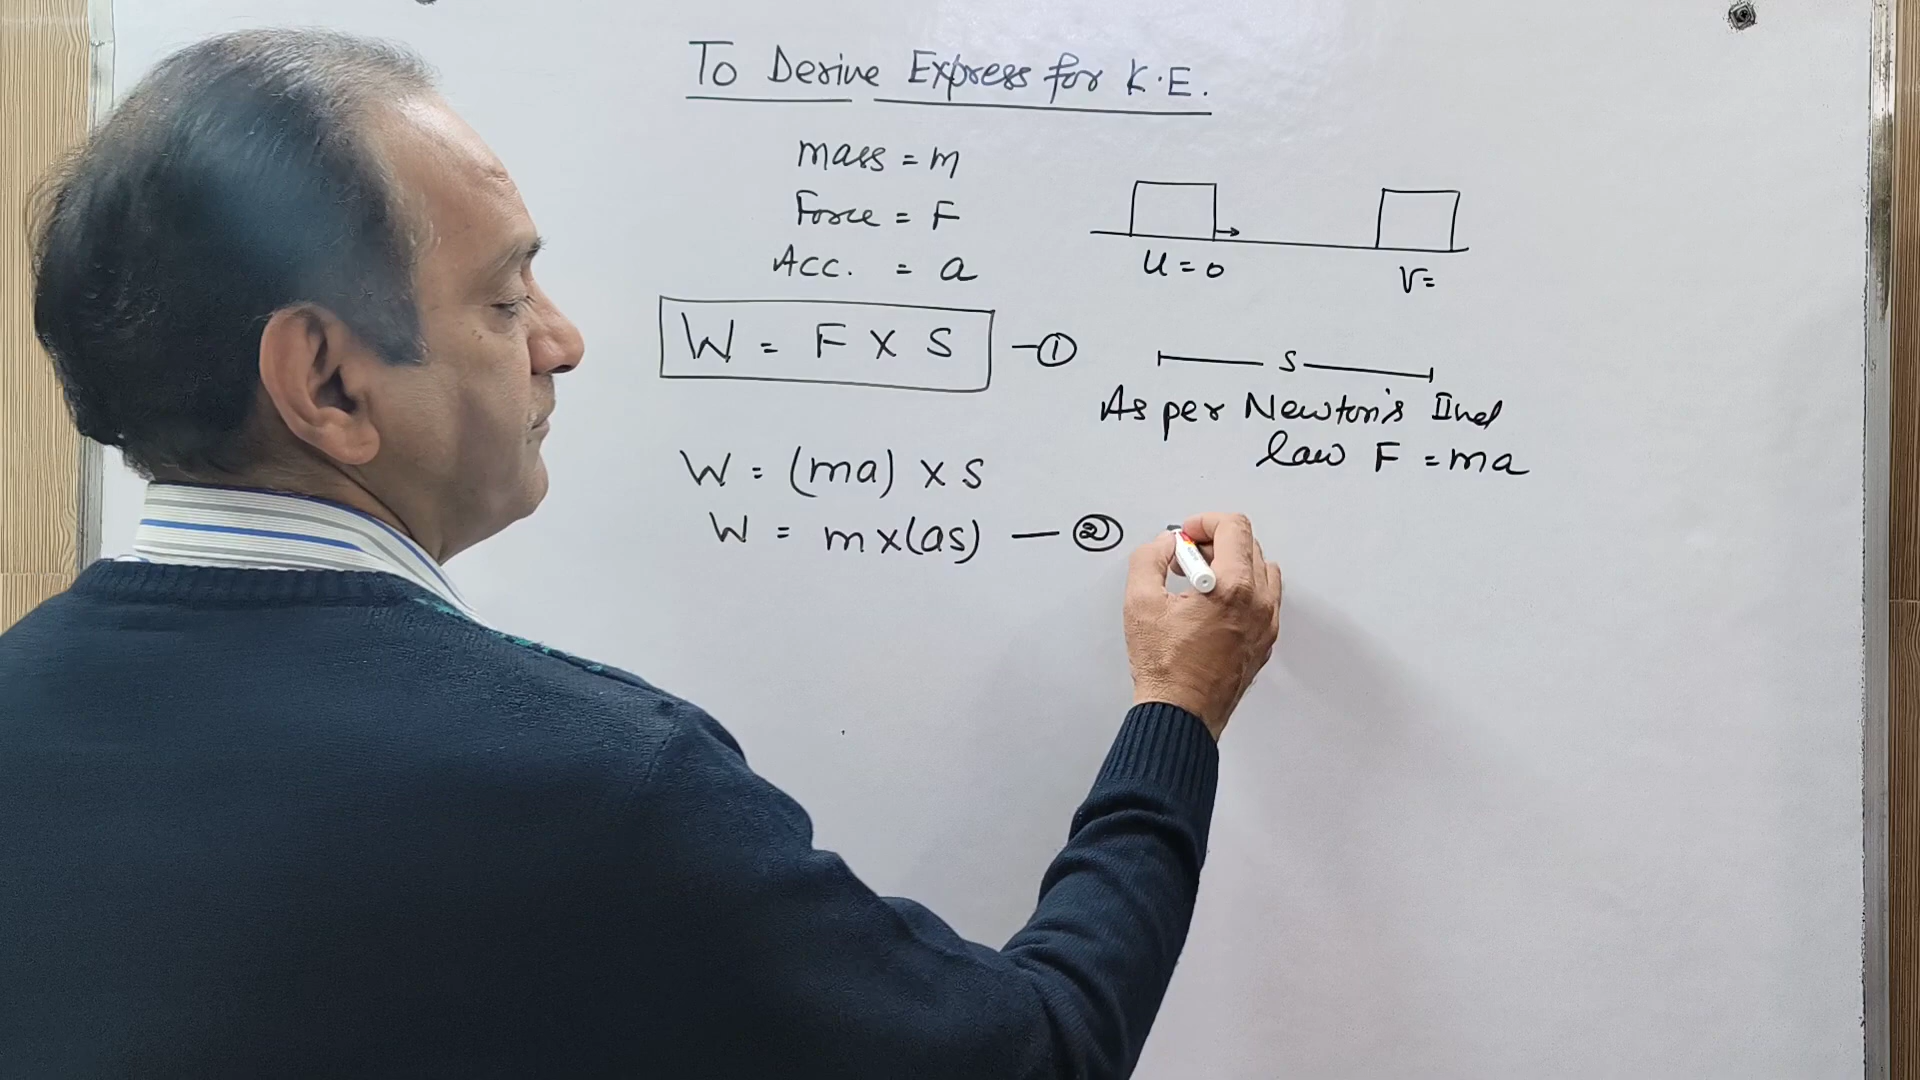 To Derive Express for K.E.
mass = m
Force = F
Acc. = a
U = 0
V=
W = F X S —①
S
As per Newton's IInd
law F = ma
W = (ma) x S
W = m x (as) — ②